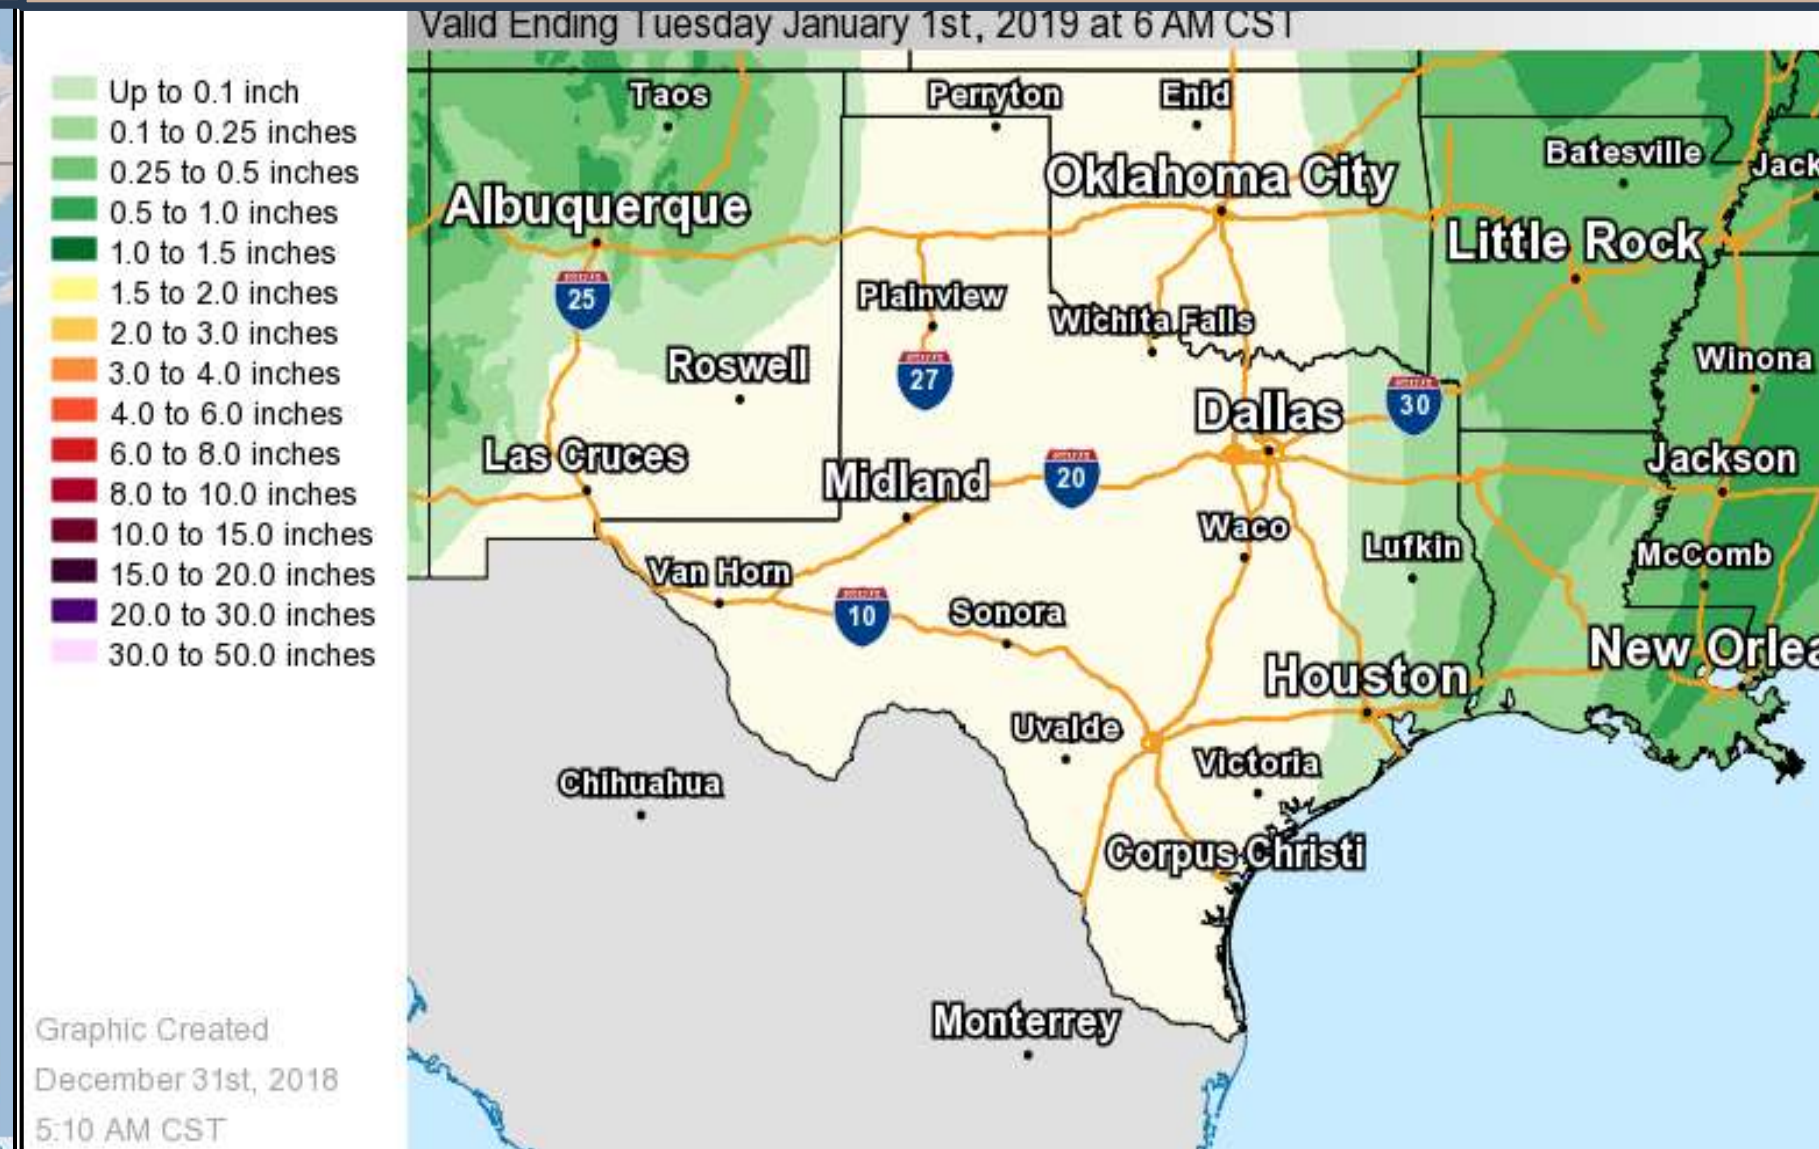 Valid Ending Tuesday January 1st, 2019 at 6 AM CST
Up to 0.1 inch
0.1 to 0.25 inches
0.25 to 0.5 inches
0.5 to 1.0 inches
1.0 to 1.5 inches
1.5 to 2.0 inches
2.0 to 3.0 inches
3.0 to 4.0 inches
4.0 to 6.0 inches
6.0 to 8.0 inches
8.0 to 10.0 inches
10.0 to 15.0 inches
15.0 to 20.0 inches
20.0 to 30.0 inches
30.0 to 50.0 inches
Graphic Created
December 31st, 2018
5:10 AM CST
Taos
Perryton
Enid
Batesville
Jack
Oklahoma City
Albuquerque
Little Rock
25
Plainview
Wichita Falls
Winona
Roswell
27
30
Dallas
Las Cruces
Midland
20
Jackson
Waco
Lufkin
McComb
Van Horn
10
Sonora
New Orlea
Houston
Uvalde
Victoria
Chihuahua
Corpus Christi
Monterrey